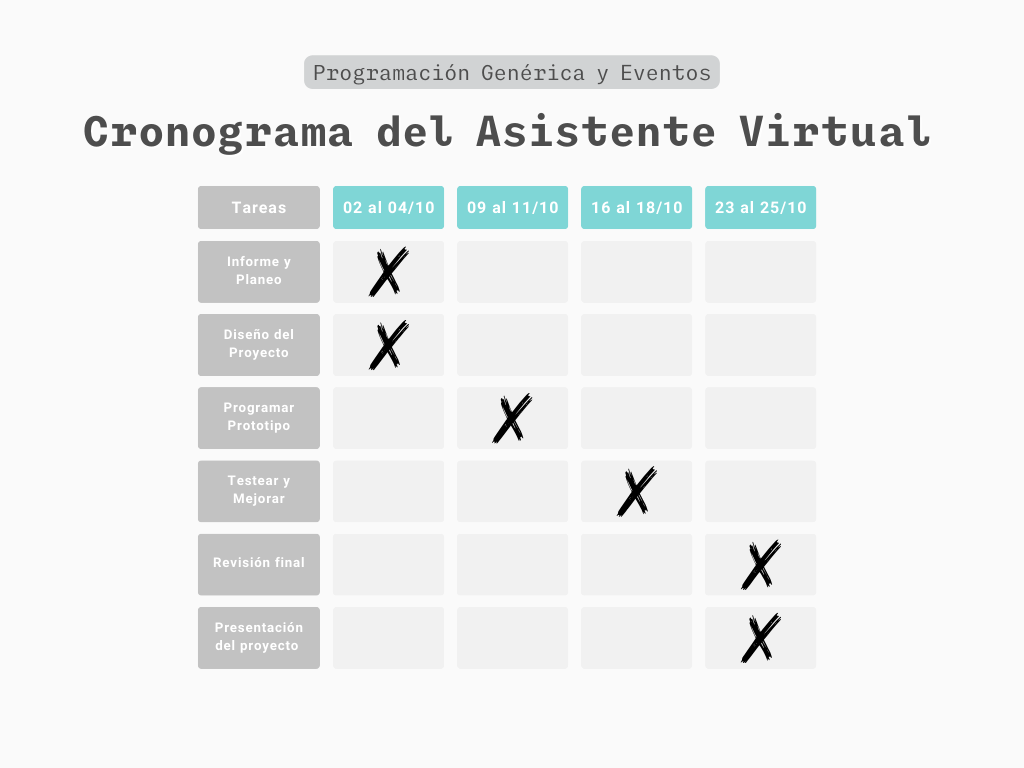 Programación Genérica y Eventos
Cronograma del Asistente Virtual
Tareas
02 al 04/10
09 al 11/10
16 al 18/10
23 al 25/10
Informe y
Planeo
X
Diseño del
Proyecto
X
Programar
Prototipo
X
Testear y
Mejorar
X
Revisión final
X
Presentación
del proyecto
X